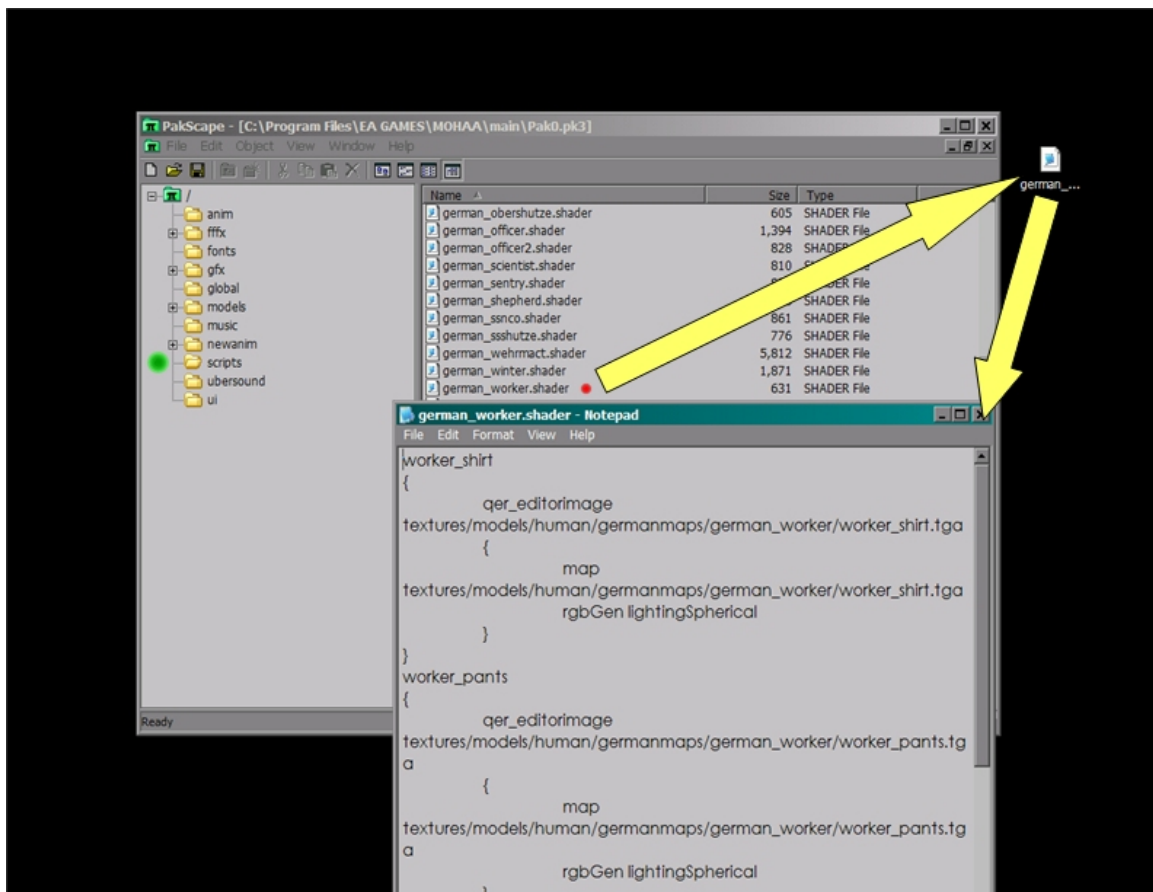 PakScape - [C:\Program Files\EA GAMES\MOHAA\main\Pak0.pk3]
File Edit Object View Window Help
/
anim
fffx
fonts
gfx
global
models
music
newanim
scripts
ubersound
ui
Name Size Type
german_obershutze.shader 605 SHADER File
german_officer.shader 1,394 SHADER File
german_officer2.shader 828 SHADER File
german_scientist.shader 810 SHADER File
german_sentry.shader SHADER File
german_shepherd.shader SHADER File
german_ssnco.shader 861 SHADER File
german_ssshutze.shader 776 SHADER File
german_wehrmact.shader 5,812 SHADER File
german_winter.shader 1,871 SHADER File
german_worker.shader 631 SHADER File
Ready
german_...
german_worker.shader - Notepad
File Edit Format View Help
worker_shirt
{
qer_editorimage
textures/models/human/germanmaps/german_worker/worker_shirt.tga
{
map
textures/models/human/germanmaps/german_worker/worker_shirt.tga
rgbGen lightingSpherical
}
}
worker_pants
{
qer_editorimage
textures/models/human/germanmaps/german_worker/worker_pants.tg
a
{
map
textures/models/human/germanmaps/german_worker/worker_pants.tg
a
rgbGen lightingSpherical
}